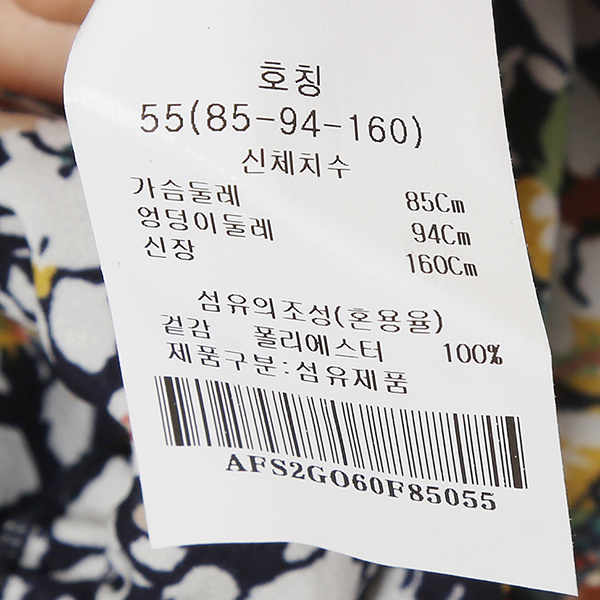 호칭
55(85-94-160)
신체치수
가슴둘레 85Cm
엉덩이둘레 94Cm
신장 160Cm
섬유의조성(혼용율)
겉감 폴리에스터 100%
제품구분:섬유제품
AFS2GO60F85055